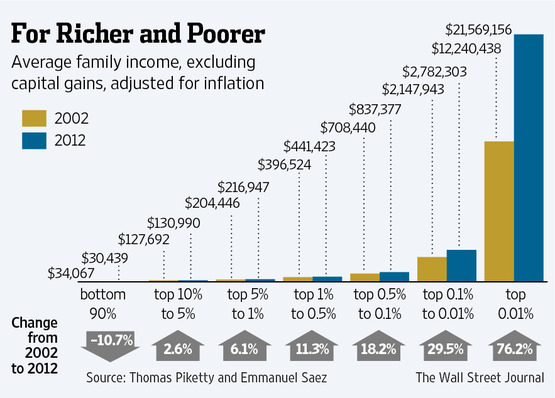 For Richer and Poorer
Average family income, excluding
capital gains, adjusted for inflation
2002
2012
$21,569,156
$12,240,438
$2,782,303
$2,147,943
$837,377
$708,440
$441,423
$396,524
$216,947
$204,446
$130,990
$127,692
$30,439
$34,067
bottom 90%
top 10% to 5%
top 5% to 1%
top 1% to 0.5%
top 0.5% to 0.1%
top 0.1% to 0.01%
top 0.01%
Change
from
2002
to 2012
–10.7%
2.6%
6.1%
11.3%
18.2%
29.5%
76.2%
Source: Thomas Piketty and Emmanuel Saez
The Wall Street Journal